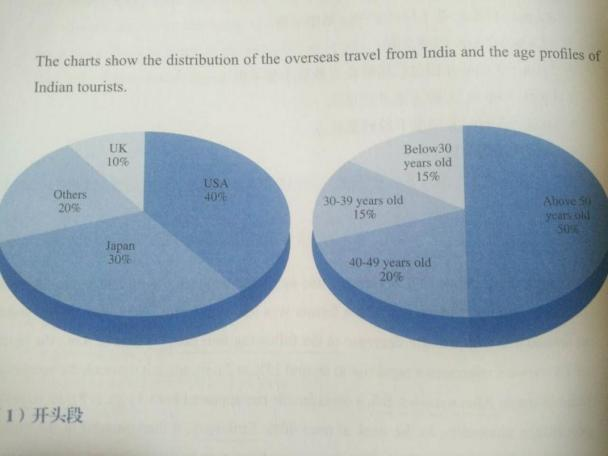 The charts show the distribution of the overseas travel from India and the age profiles of
Indian tourists.
UK
10%
USA
40%
Others
20%
Japan
30%
Below30
years old
15%
30-39 years old
15%
Above 50
years old
50%
40-49 years old
20%
1）开头段